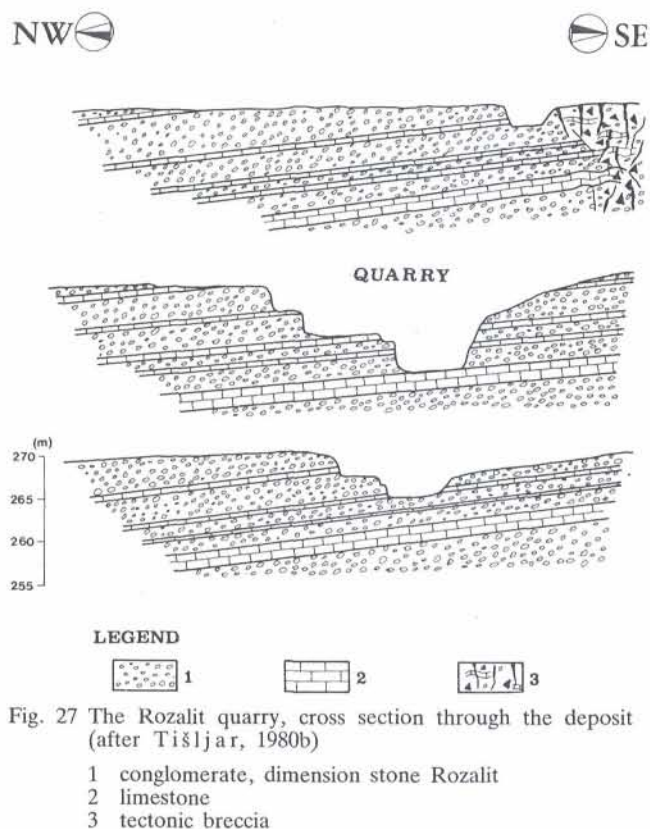 NW SE
QUARRY
(m)
270
265
260
255
LEGEND
1 2 3
Fig. 27 The Rozalit quarry, cross section through the deposit
(after Tišljar, 1980b)
1 conglomerate, dimension stone Rozalit
2 limestone
3 tectonic breccia